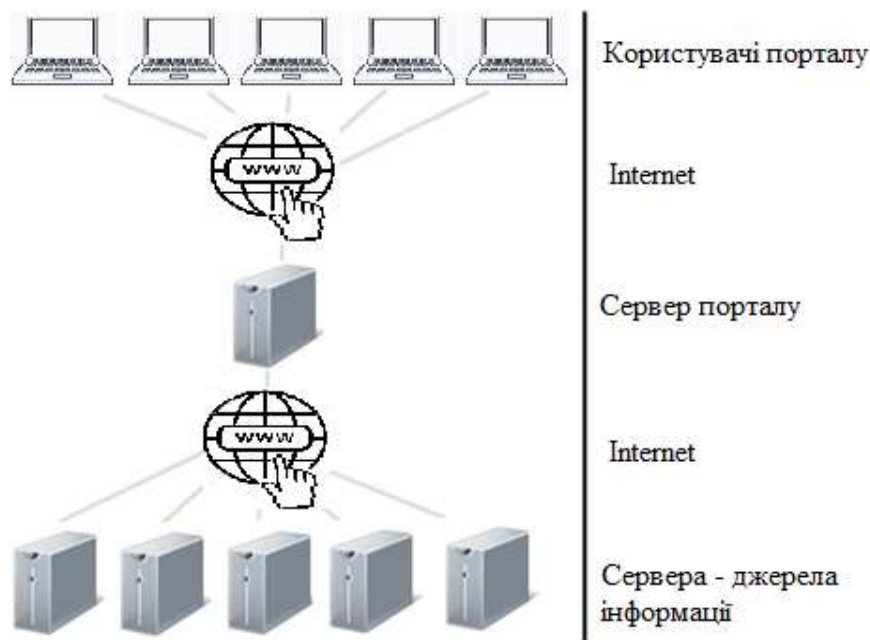 Користувачі порталу
www
Internet
Сервер порталу
www
Internet
Сервера - джерела
інформації